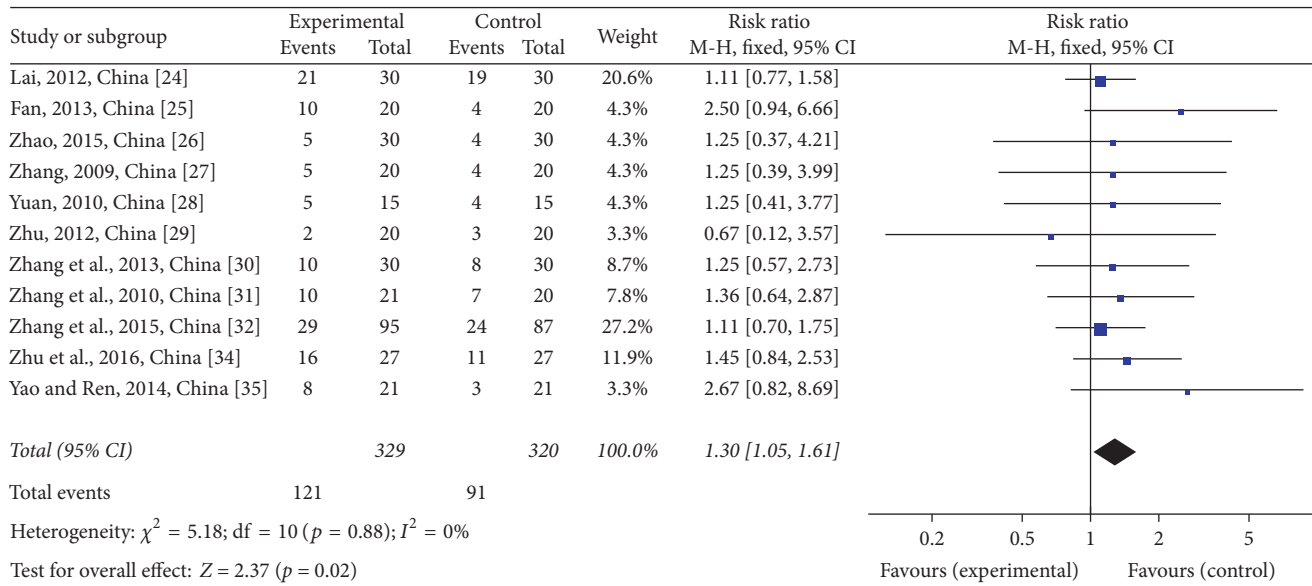 Study or subgroup Experimental Control Weight Risk ratio Risk ratio
Events Total Events Total M-H, fixed, 95% CI M-H, fixed, 95% CI
Lai, 2012, China [24] 21 30 19 30 20.6% 1.11 [0.77, 1.58]
Fan, 2013, China [25] 10 20 4 20 4.3% 2.50 [0.94, 6.66]
Zhao, 2015, China [26] 5 30 4 30 4.3% 1.25 [0.37, 4.21]
Zhang, 2009, China [27] 5 20 4 20 4.3% 1.25 [0.39, 3.99]
Yuan, 2010, China [28] 5 15 4 15 4.3% 1.25 [0.41, 3.77]
Zhu, 2012, China [29] 2 20 3 20 3.3% 0.67 [0.12, 3.57]
Zhang et al., 2013, China [30] 10 30 8 30 8.7% 1.25 [0.57, 2.73]
Zhang et al., 2010, China [31] 10 21 7 20 7.8% 1.36 [0.64, 2.87]
Zhang et al., 2015, China [32] 29 95 24 87 27.2% 1.11 [0.70, 1.75]
Zhu et al., 2016, China [34] 16 27 11 27 11.9% 1.45 [0.84, 2.53]
Yao and Ren, 2014, China [35] 8 21 3 21 3.3% 2.67 [0.82, 8.69]
Total (95% CI) 329 320 100.0% 1.30 [1.05, 1.61]
Total events 121 91
Heterogeneity: χ² = 5.18; df = 10 (p = 0.88); I² = 0%
0.2 0.5 1 2 5
Test for overall effect: Z = 2.37 (p = 0.02) Favours (experimental) Favours (control)